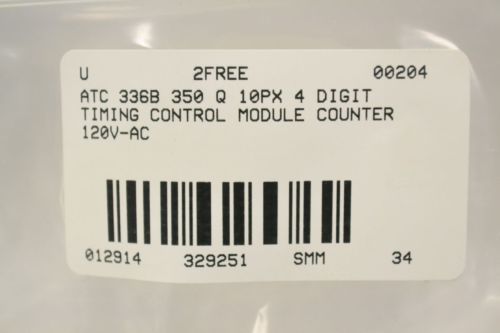 U 2FREE 00204
ATC 336B 350 Q 10PX 4 DIGIT
TIMING CONTROL MODULE COUNTER
120V-AC
012914 329251 SMM 34